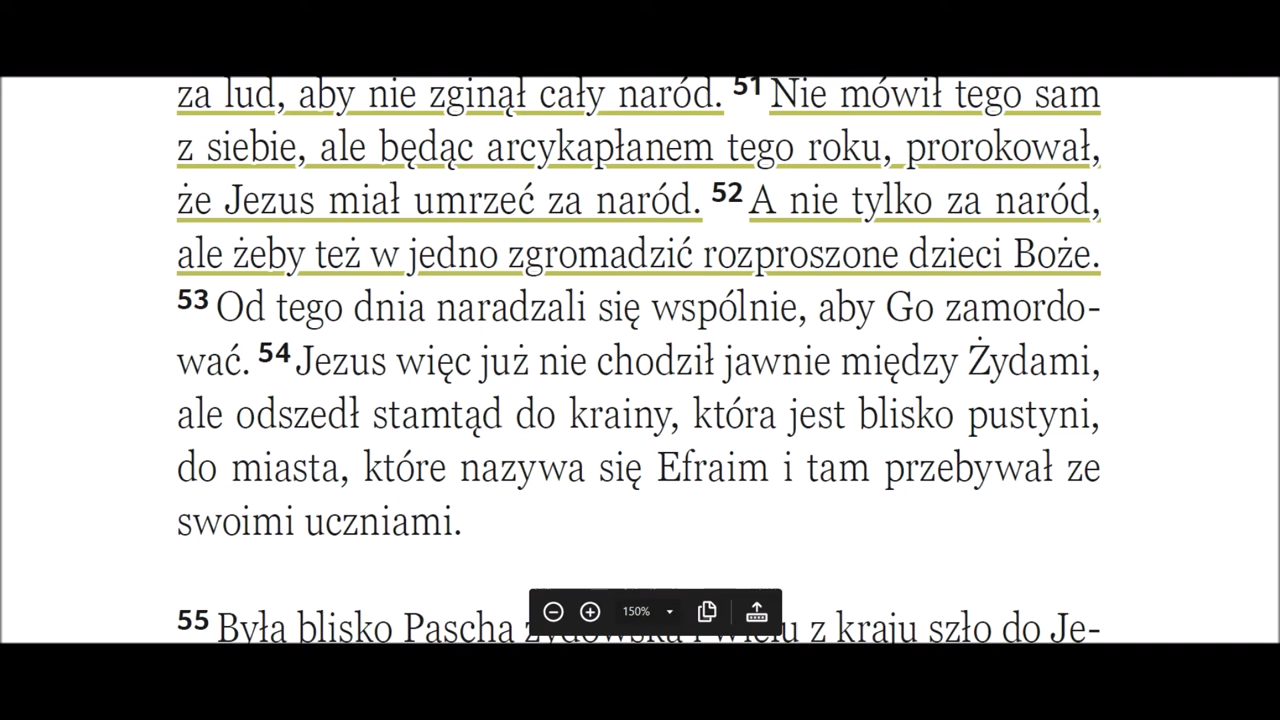 za lud, aby nie zginął cały naród. 51 Nie mówił tego sam
z siebie, ale będąc arcykapłanem tego roku, prorokował,
że Jezus miał umrzeć za naród. 52 A nie tylko za naród,
ale żeby też w jedno zgromadzić rozproszone dzieci Boże.
53 Od tego dnia naradzali się wspólnie, aby Go zamordo-
wać. 54 Jezus więc już nie chodził jawnie między Żydami,
ale odszedł stamtąd do krainy, która jest blisko pustyni,
do miasta, które nazywa się Efraim i tam przebywał ze
swoimi uczniami.
150%
55 Była blisko Pascha żydowska i wielu z kraju szło do Je-